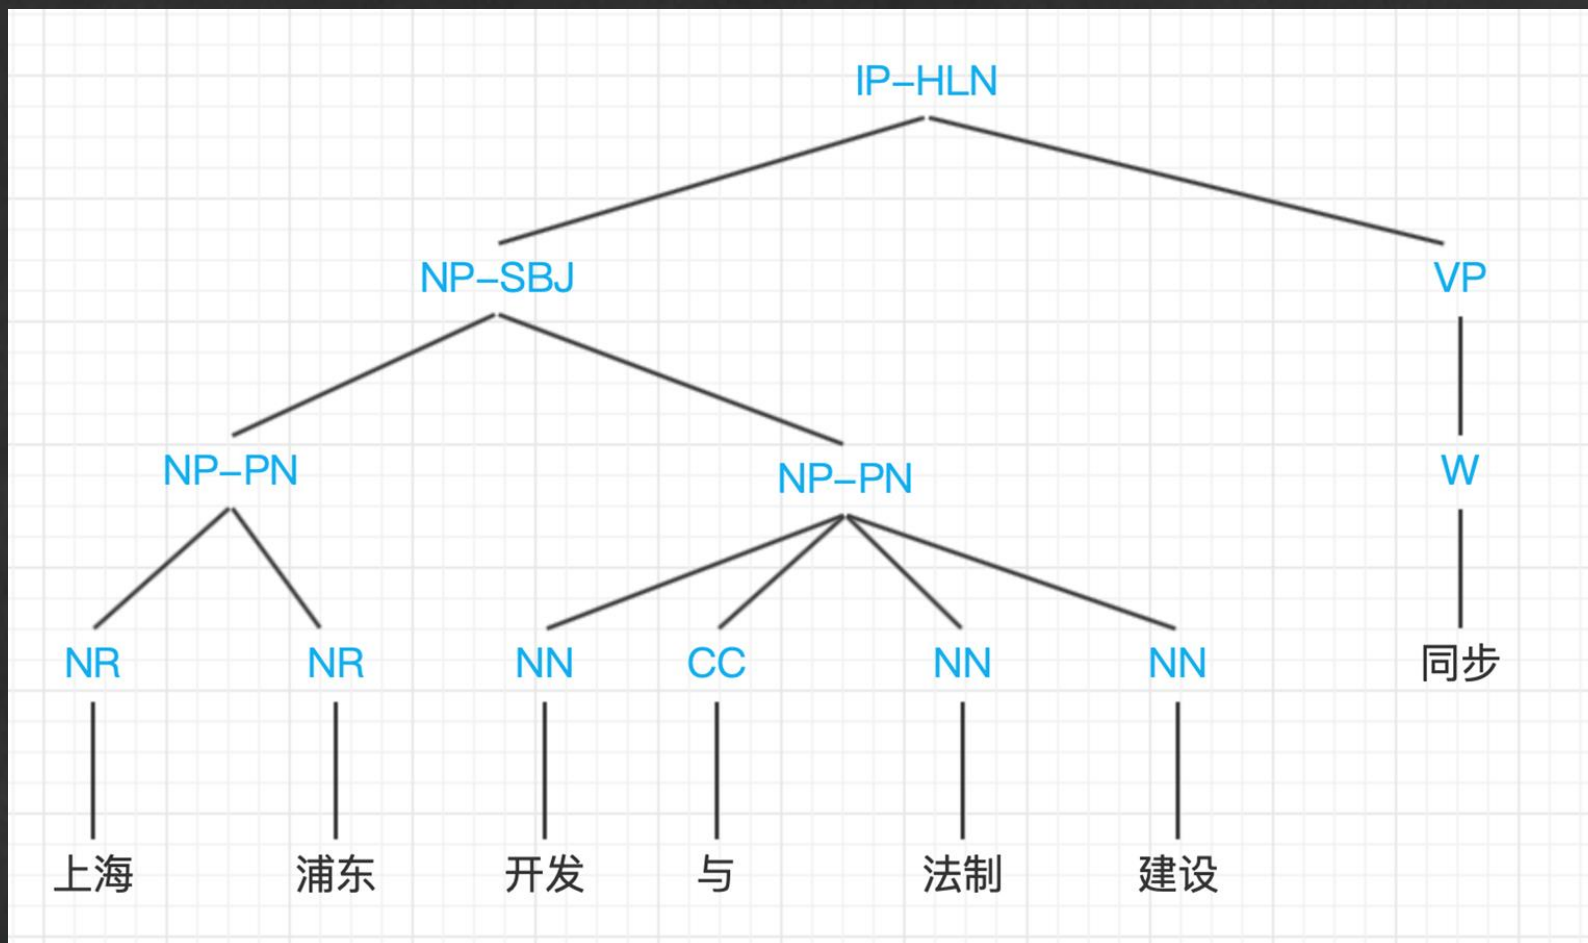 IP-HLN
NP-SBJ VP
NP-PN NP-PN W
NR NR NN CC NN NN 同步
上海 浦东 开发 与 法制 建设